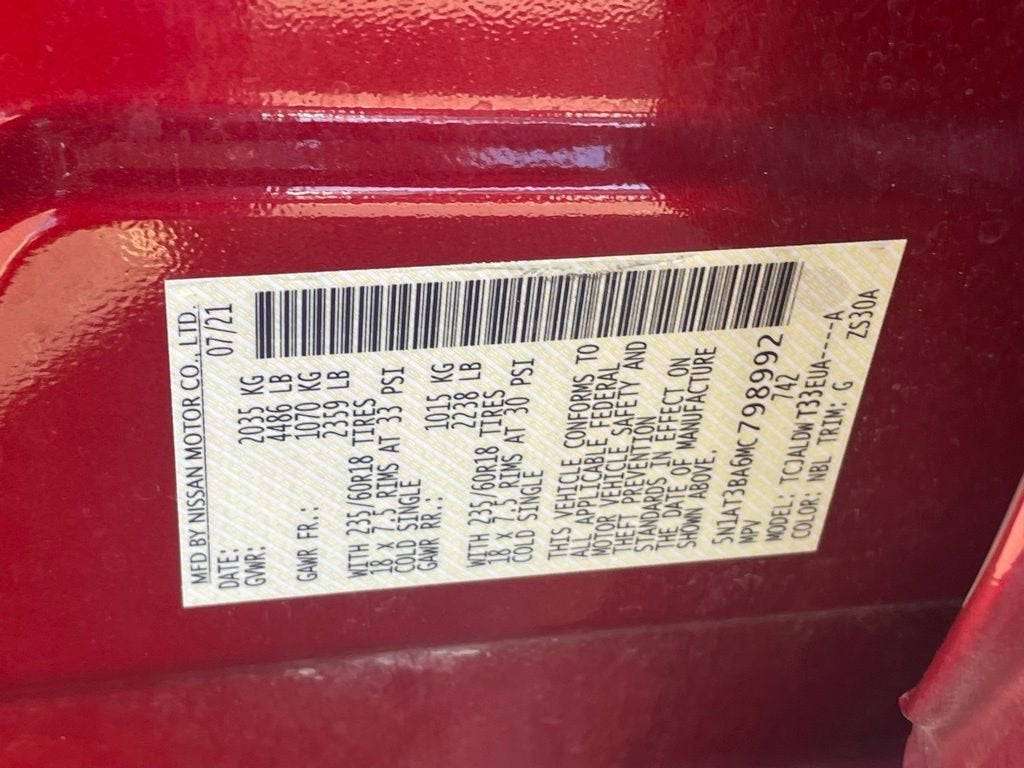 MFD BY NISSAN MOTOR CO., LTD.
DATE: 07/21
GVWR: 2035 KG
4486 LB
GAWR FR.: 1070 KG
2359 LB
WITH 235/60R18 TIRES
18 X 7.5 RIMS AT 33 PSI
COLD SINGLE
GAWR RR.: 1015 KG
2238 LB
WITH 235/60R18 TIRES
18 X 7.5 RIMS AT 30 PSI
COLD SINGLE
THIS VEHICLE CONFORMS TO
ALL APPLICABLE FEDERAL
MOTOR VEHICLE SAFETY AND
THEFT PREVENTION
STANDARDS IN EFFECT ON
THE DATE OF MANUFACTURE
SHOWN ABOVE.
5N1AT3BA6MC798992
MPV 742
MODEL: TCJALDWT33EUA----A
COLOR: NBL TRIM: G ZS30A